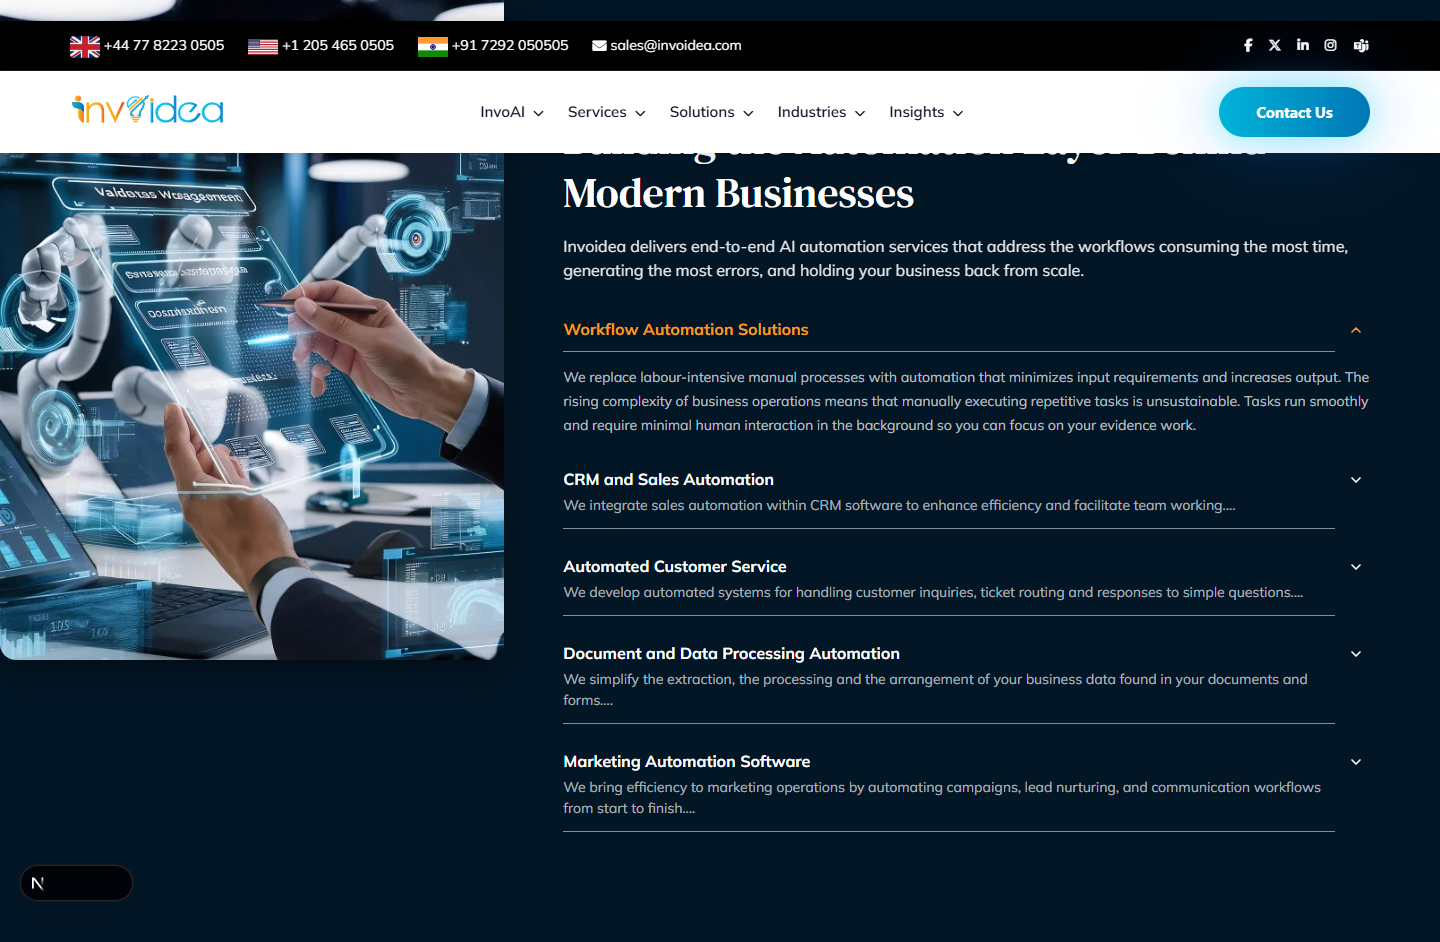 +44 77 8223 0505 +1 205 465 0505 +91 7292 050505 sales@invoidea.com
invoidea InvoAI Services Solutions Industries Insights Contact Us
Building the Automation Layer Behind
Modern Businesses
Invoidea delivers end-to-end AI automation services that address the workflows consuming the most time,
generating the most errors, and holding your business back from scale.
Workflow Automation Solutions
We replace labour-intensive manual processes with automation that minimizes input requirements and increases output. The
rising complexity of business operations means that manually executing repetitive tasks is unsustainable. Tasks run smoothly
and require minimal human interaction in the background so you can focus on your evidence work.
CRM and Sales Automation
We integrate sales automation within CRM software to enhance efficiency and facilitate team working....
Automated Customer Service
We develop automated systems for handling customer inquiries, ticket routing and responses to simple questions....
Document and Data Processing Automation
We simplify the extraction, the processing and the arrangement of your business data found in your documents and
forms....
Marketing Automation Software
We bring efficiency to marketing operations by automating campaigns, lead nurturing, and communication workflows
from start to finish....
N